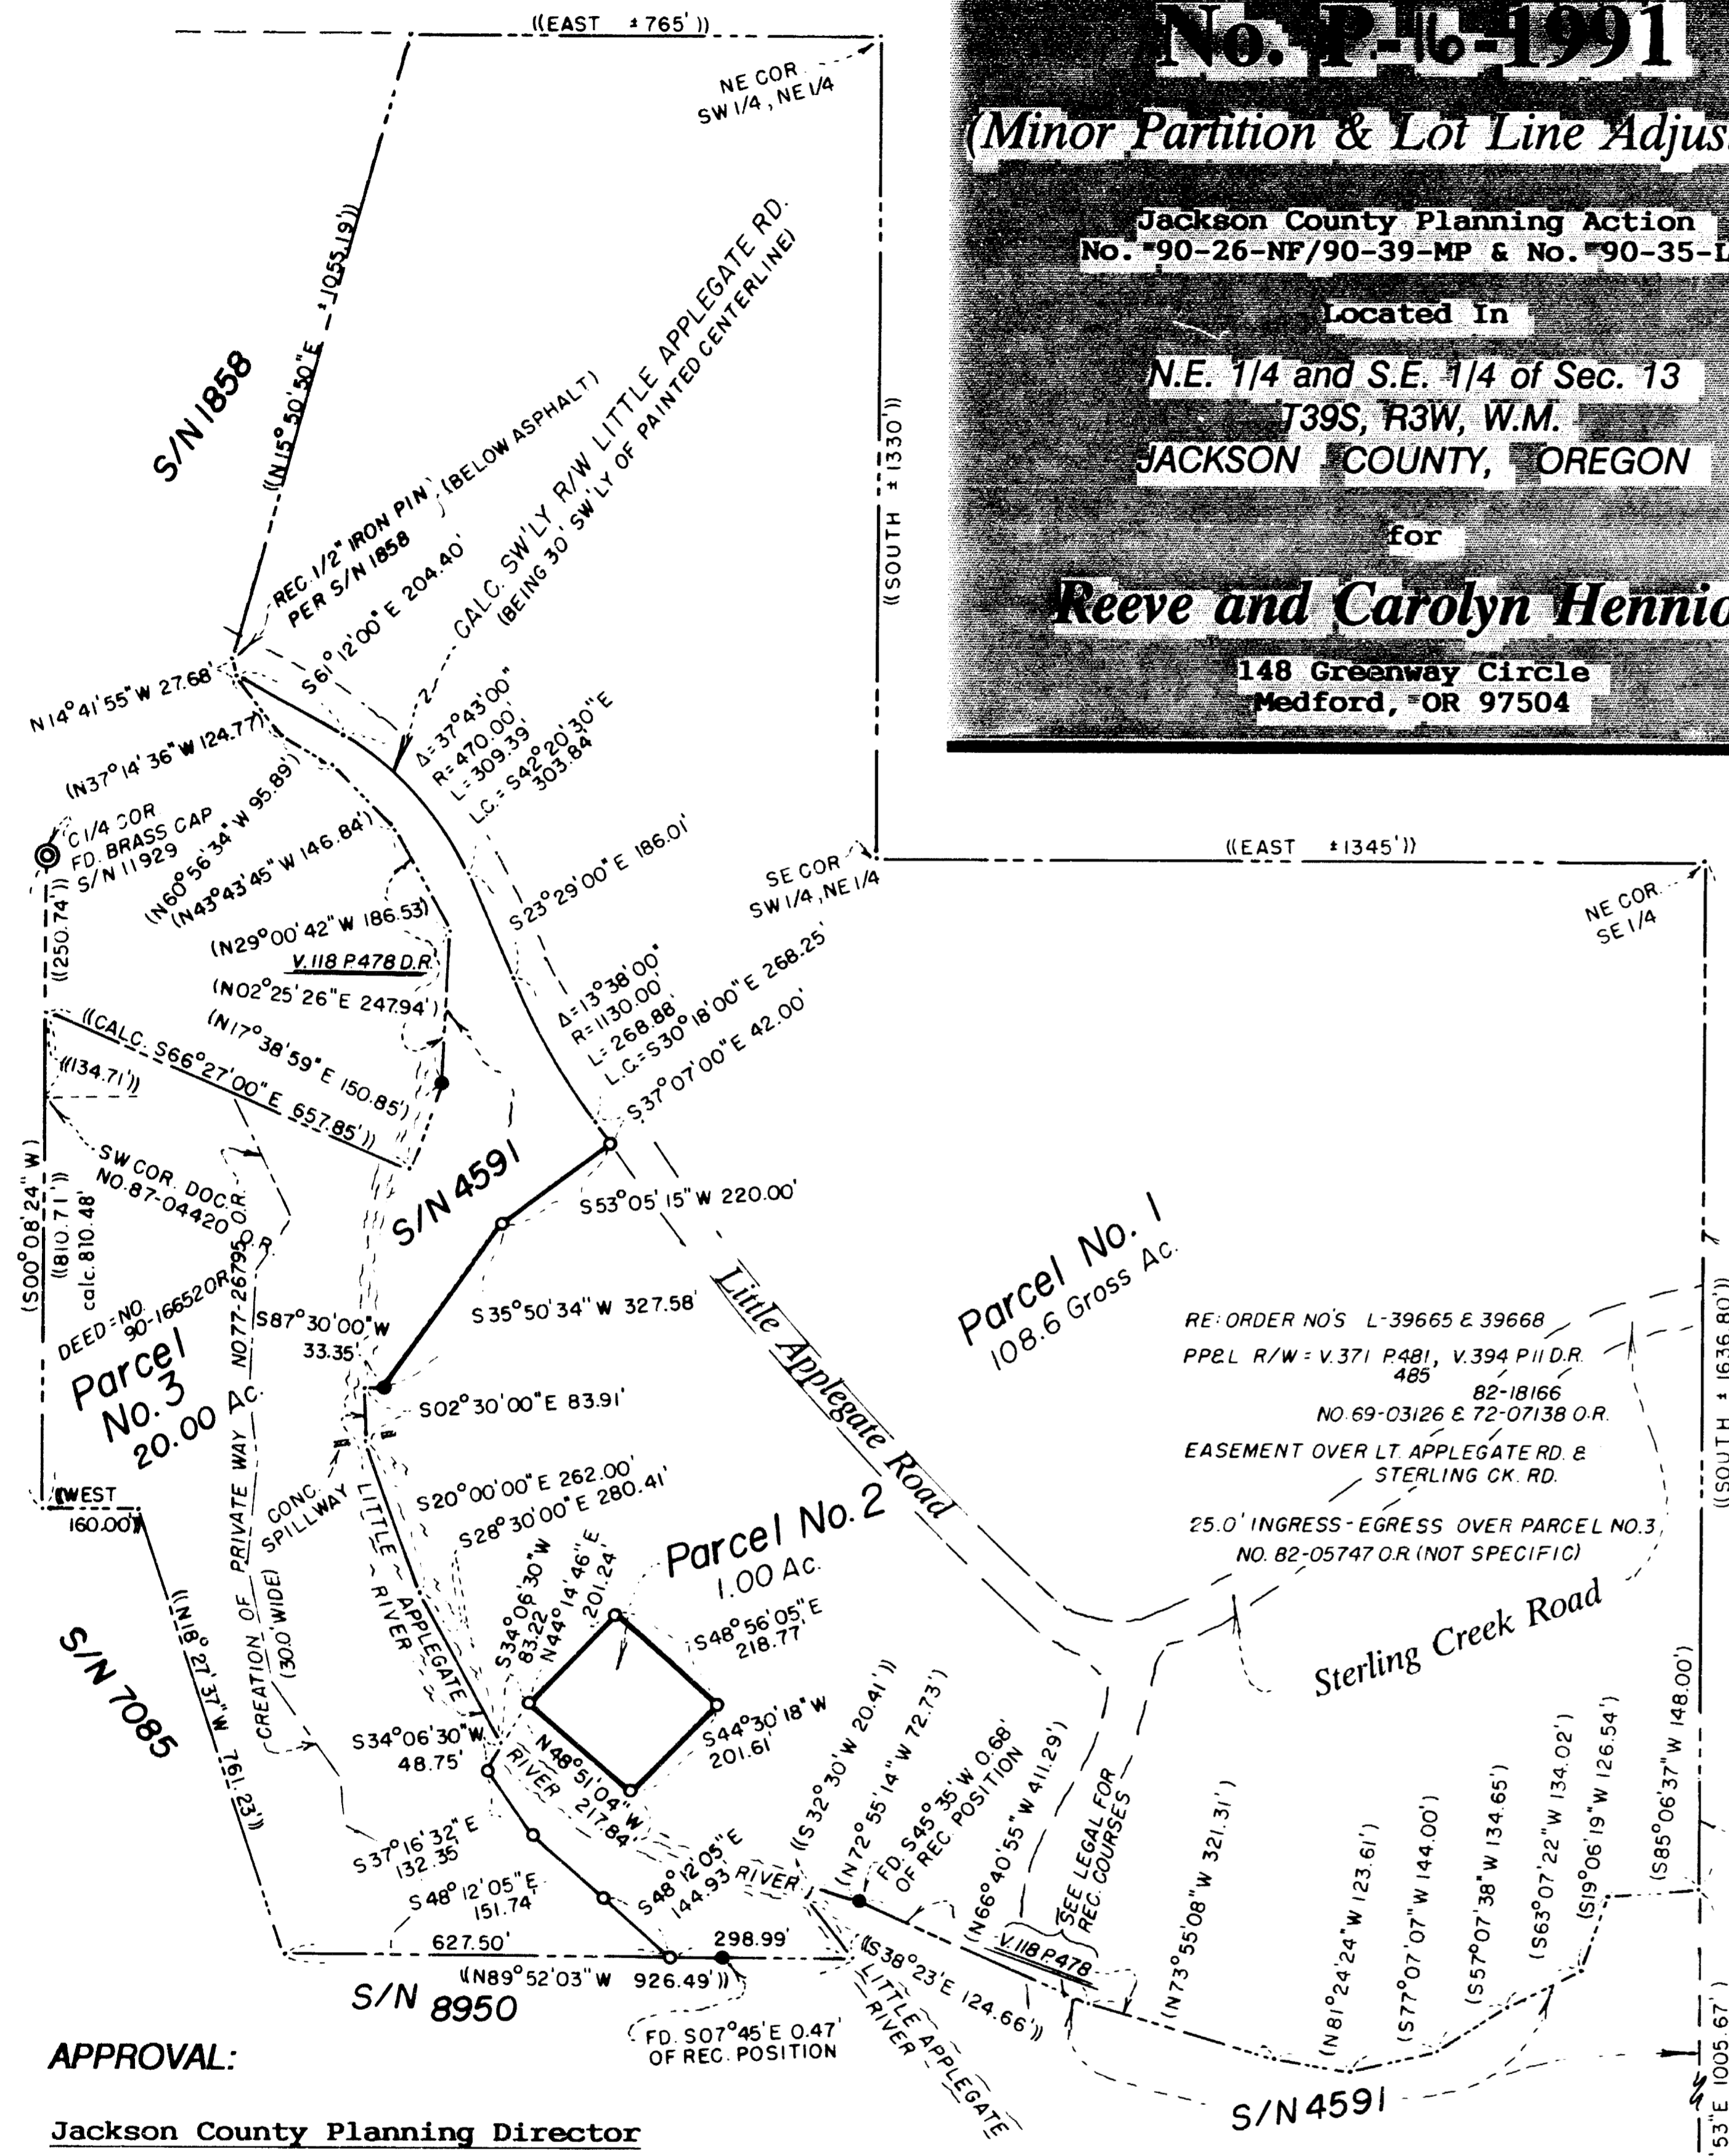 ((EAST ± 765'))
NE COR
SW 1/4, NE 1/4
No. P-16-1991
(Minor Partition & Lot Line
Jackson County Planning Action
No. 90-26-NF/90-39-MP & No.
Located In
N.E. 1/4 and S.E. 1/4 of Sec. 13
T39S, R3W, W.M.
JACKSON COUNTY, OREGON
for
Reeve and Carolyn
148 Greenway Circle
Medford, OR 97504
((N15°50'50"E ± 1055.19'))
S/N 1858
REC. 1/2" IRON PIN (BELOW ASPHALT)
PER S/N 1858
CALC. SW'LY R/W LITTLE APPLEGATE RD.
(BEING 30' SW'LY OF PAINTED CENTERLINE)
((SOUTH ± 1330'))
S61°12'00"E 204.40'
N14°41'55"W 27.68'
(N37°14'36"W 124.77')
Δ=37°43'00"
R=470.00'
L=309.39'
L.C.=S42°20'30"E
303.84'
C 1/4 COR
FD. BRASS CAP
S/N 11929
(N60°56'34"W 95.89')
(N43°43'45"W 146.84')
S23°29'00"E 186.01'
((EAST ± 1345'))
SE COR
SW 1/4, NE 1/4
NE COR.
SE 1/4
((250.74'))
(N29°00'42"W 186.53)
V.118 P.478 D.R.
(N02°25'26"E 247.94')
(N17°38'59"E 150.85')
((CALC. S66°27'00"E 657.85'))
((134.71'))
Δ=13°38'00"
R=1130.00'
L=268.88'
L.C.=S30°18'00"E 268.25'
S37°07'00"E 42.00'
SW COR. DOC.
NO. 87-04420 O.R.
S/N 4591
S53°05'15"W 220.00'
(S00°08'24"W)
((810.71'))
calc. 810.48'
DEED=NO.
90-16652 O.R.
Parcel
No. 3
20.00 Ac.
S87°30'00"W
33.35'
S35°50'34"W 327.58'
S02°30'00"E 83.91'
Little Applegate Road
Parcel No. 1
108.6 Gross Ac.
RE: ORDER NO'S L-39665 & 39668
PP&L R/W = V.371 P.481, V.394 P11 D.R.
485
82-18166
NO. 69-03126 & 72-07138 O.R.
EASEMENT OVER LT. APPLEGATE RD. &
STERLING CK. RD.
25.0' INGRESS-EGRESS OVER PARCEL NO.3,
NO. 82-05747 O.R. (NOT SPECIFIC)
Sterling Creek Road
((SOUTH ± 1636.80'))
((WEST
160.00'))
CONC.
SPILLWAY
S20°00'00"E 262.00'
S28°30'00"E 280.41'
LITTLE APPLEGATE
RIVER
CREATION OF PRIVATE WAY NO77-26795 O.R.
(30.0' WIDE)
S34°06'30"W
83.22
N44°14'46"E
201.24'
Parcel No. 2
1.00 Ac.
S48°56'05"E
218.77'
S44°30'18"W
201.61'
N48°51'04"W
217.84'
((N18°27'37"W 761.23'))
S/N 7085
S34°06'30"W
48.75'
RIVER
S37°16'32"E
132.35'
S48°12'05"E
151.74'
S48°12'05"E
144.93'
RIVER
((S32°30'W 20.41'))
(N72°55'14"W 72.73')
FD. S45°35'W 0.68'
OF REC. POSITION
(N66°40'55"W 411.29')
SEE LEGAL FOR
REC. COURSES
V.118 P.478
(N73°55'08"W 321.31')
(N81°24'24"W 123.61')
(S77°07'07"W 144.00')
(S57°07'38"W 134.65')
(S63°07'22"W 134.02')
(S19°06'19"W 126.54')
(S85°06'37"W 148.00')
627.50'
298.99'
((N89°52'03"W 926.49'))
((S38°23'E 124.66'))
LITTLE APPLEGATE
RIVER
S/N 8950
FD. S07°45'E 0.47'
OF REC. POSITION
S/N 4591
53"E 1005.67')
APPROVAL:
Jackson County Planning Director